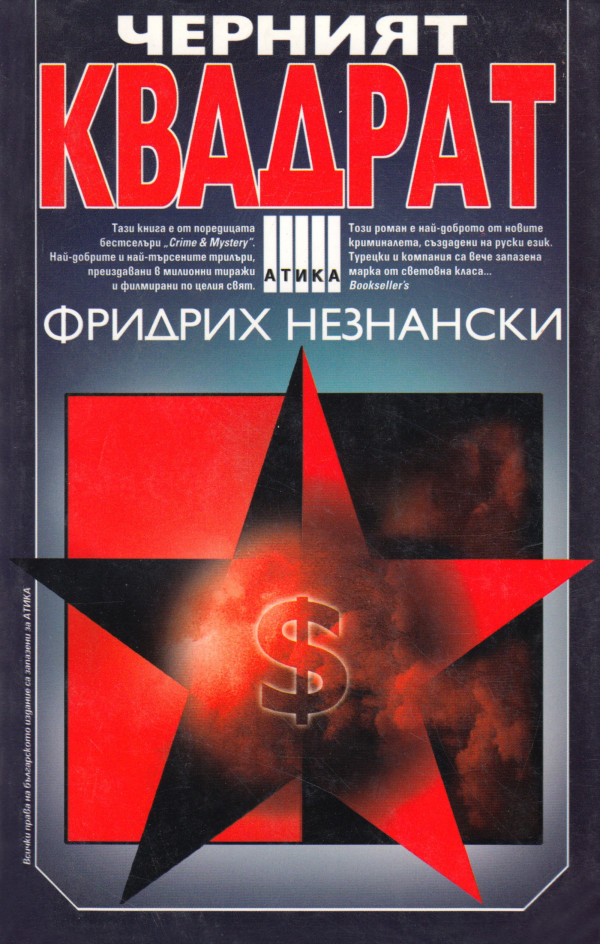 ЧЕРНИЯТ
КВАДРАТ
Тази книга е от поредицата
бестселъри „Crime & Mystery".
Най-добрите и най-търсените трилъри,
преиздавани в милионни тиражи
и филмирани по целия свят.
АТИКА
Този роман е най-доброто от новите
криминалета, създадени на руски език.
Турецки и компания са вече запазена
марка от световна класа...
Bookseller's
ФРИДРИХ НЕЗНАНСКИ
$
Всички права на българското издание са запазени за АТИКА